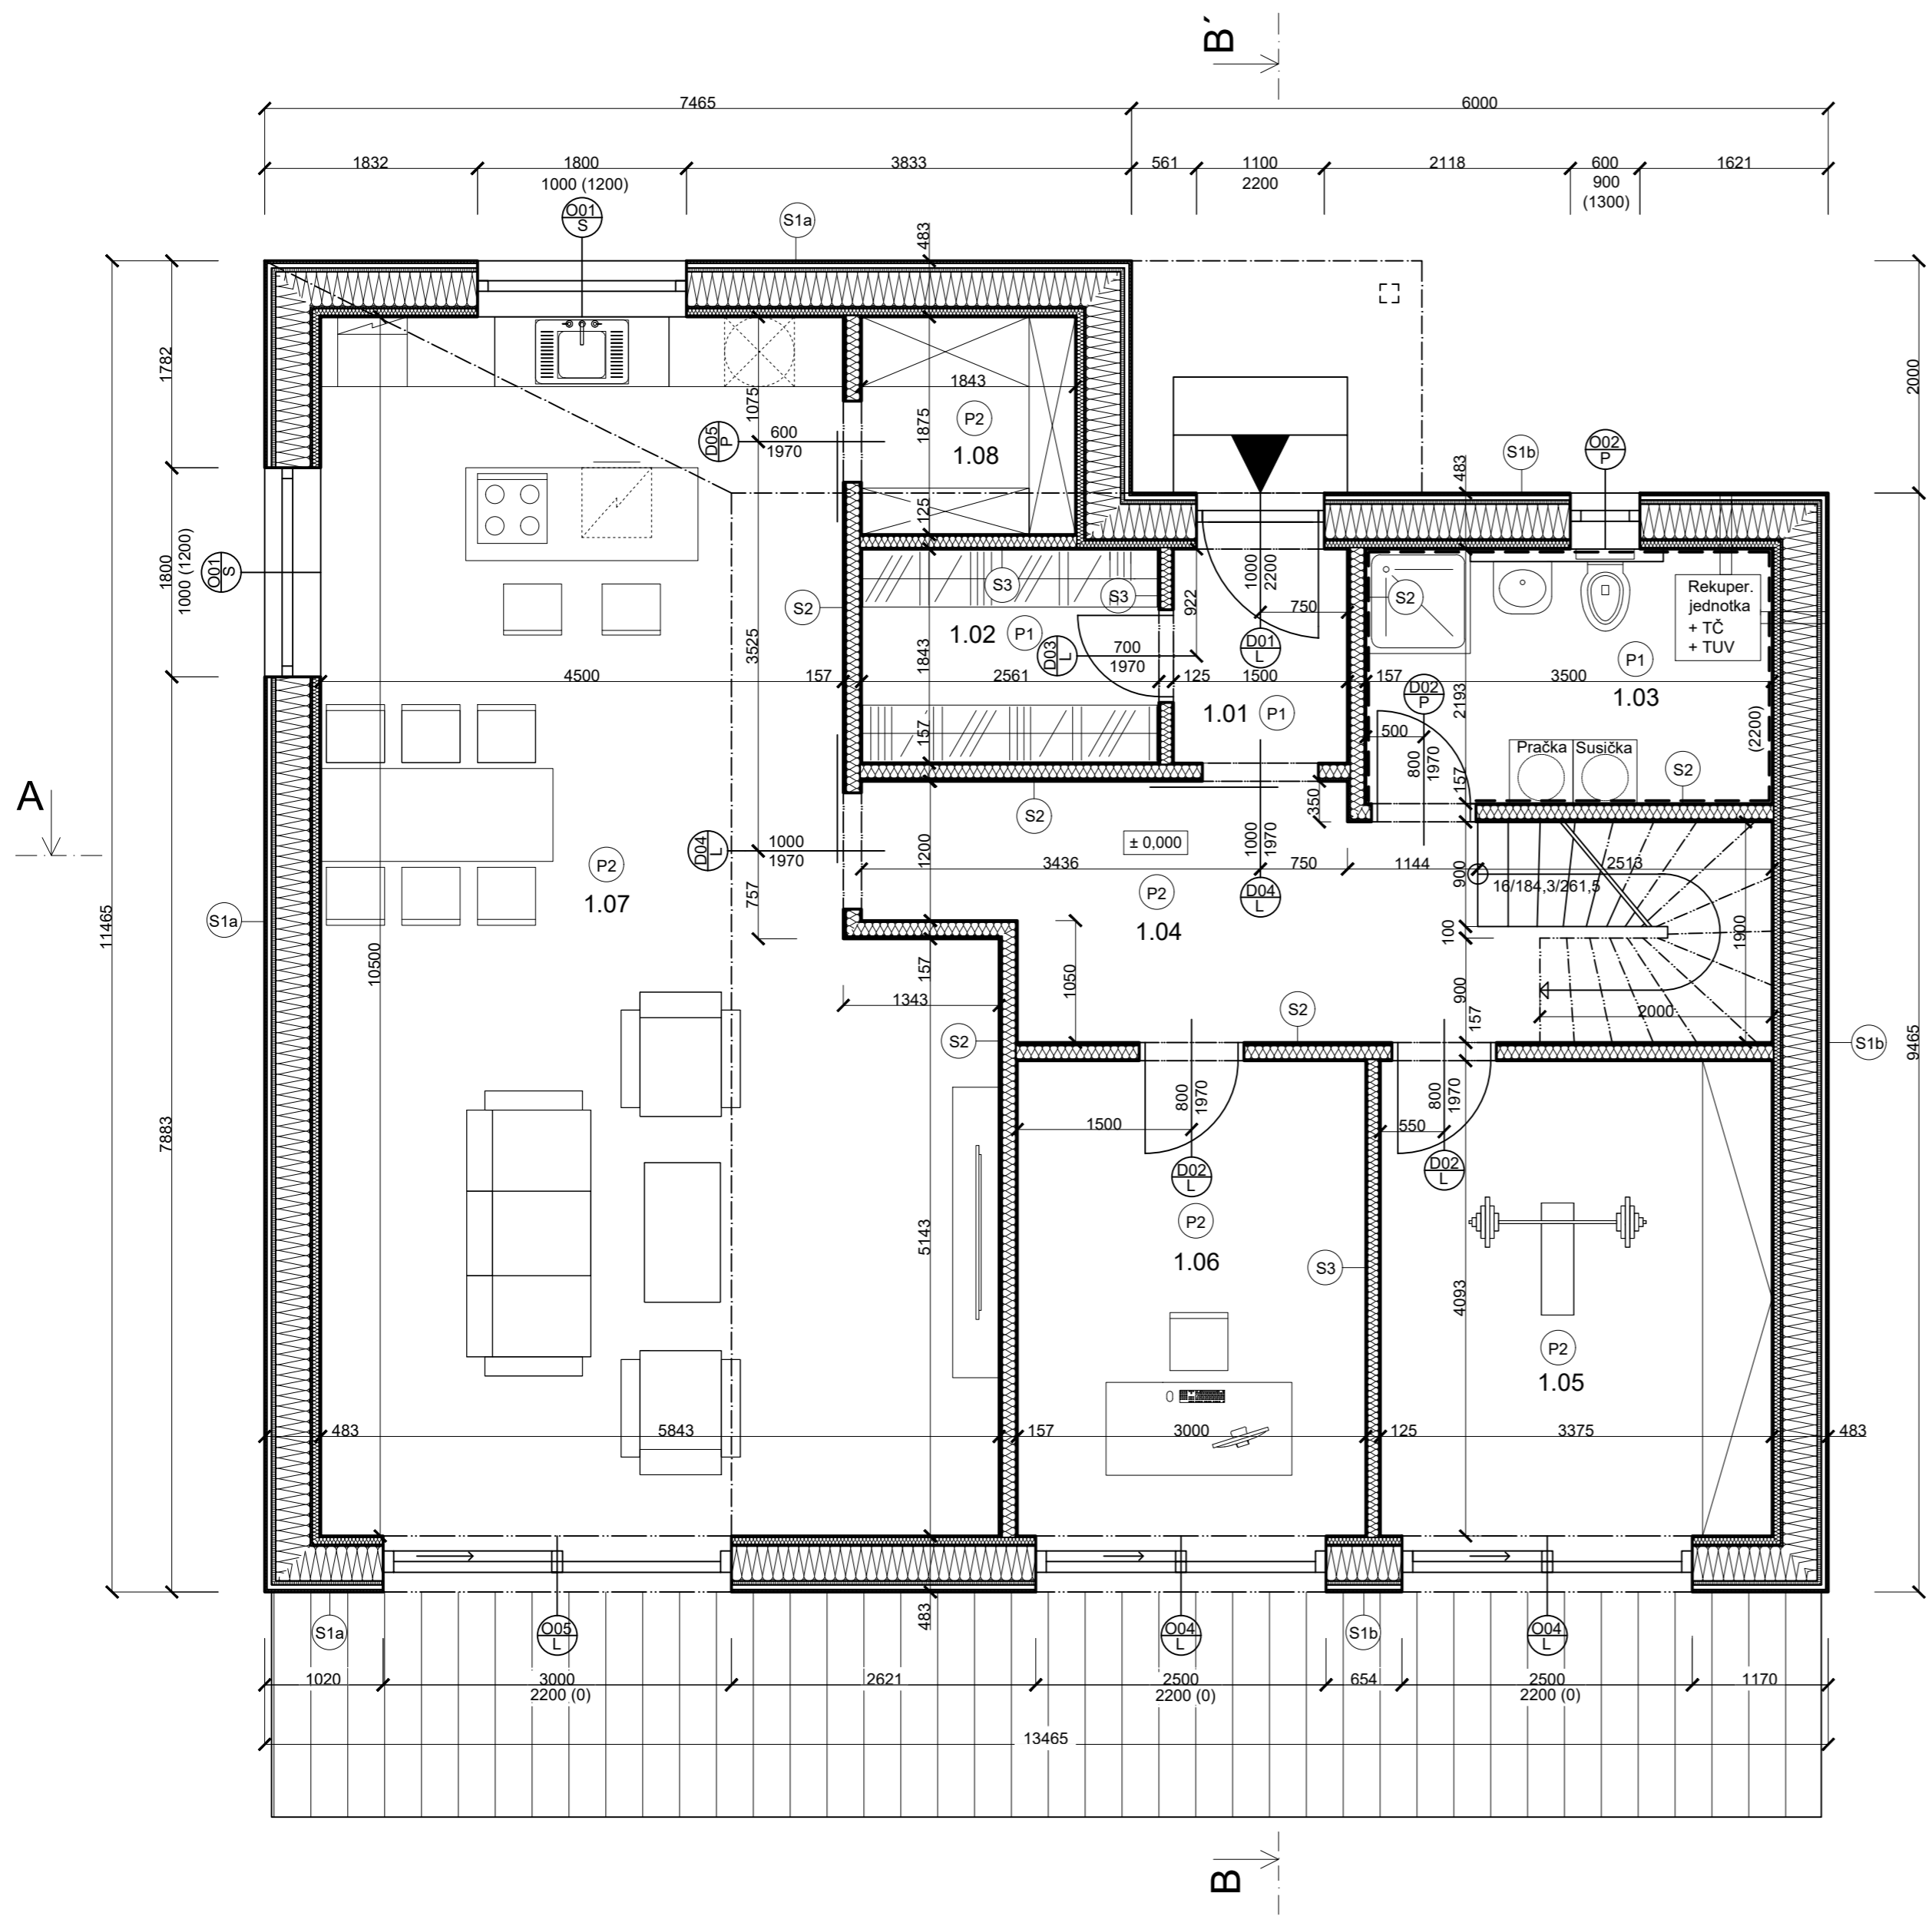 B´
7465
6000
1832
1800
3833
561
1100
2118
600
1621
1000 (1200)
2200
900
(1300)
O01
S
S1a
483
1782
2000
1843
1075
D05
P
600
1970
1875
P2
1.08
S1b
O02
P
483
125
1800
1000 (1200)
O01
S
S2
S3
S3
922
1000
2200
750
S2
Rekuper.
jednotka
+ TČ
+ TUV
3525
1.02
P1
1843
D03
L
700
1970
D01
L
P1
1.03
4500
157
2561
125
1500
157
3500
D02
P
2193
1.01
P1
157
500
800
1970
157
Pračka
Susička
(2200)
S2
A
S2
350
D04
L
1000
1970
1200
± 0,000
1000
1970
3436
750
1144
900
2513
16/184,3/261,5
P2
1.07
757
P2
1.04
D04
L
S1a
11465
100
1900
10500
157
1050
900
1343
157
2000
S2
S2
S1b
9465
7883
800
1970
800
1970
1500
550
D02
L
D02
L
P2
1.06
5143
S3
4093
P2
1.05
483
5843
157
3000
125
3375
483
S1a
O05
L
483
O04
L
S1b
O04
L
1020
3000
2621
2500
654
2500
1170
2200 (0)
2200 (0)
2200 (0)
13465
B